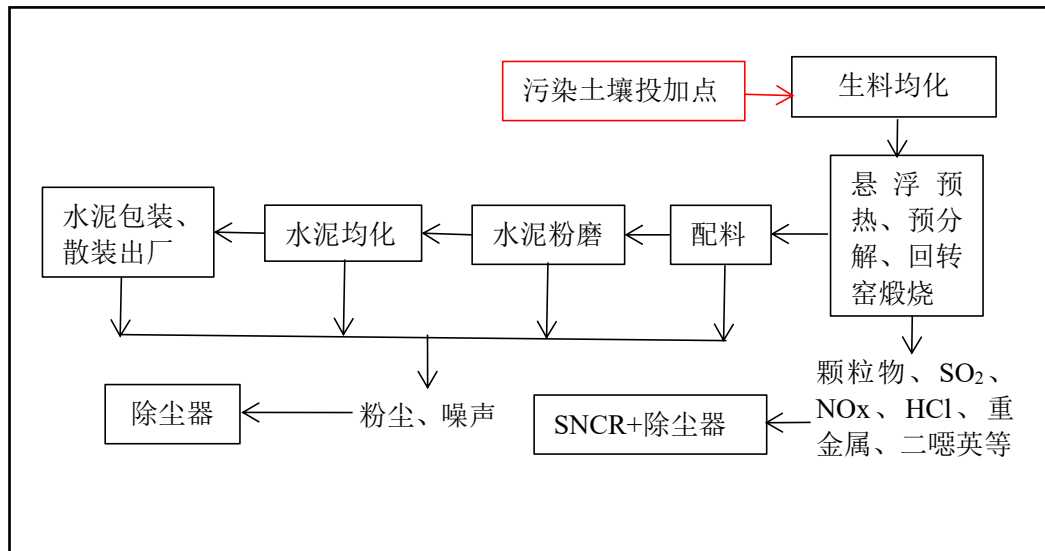 污染土壤投加点
生料均化
悬浮预
热、预分
解、回转
窑煅烧
配料
水泥粉磨
水泥均化
水泥包装、
散装出厂
颗粒物、SO₂、
NOx、HCl、重
金属、二噁英等
SNCR+除尘器
粉尘、噪声
除尘器